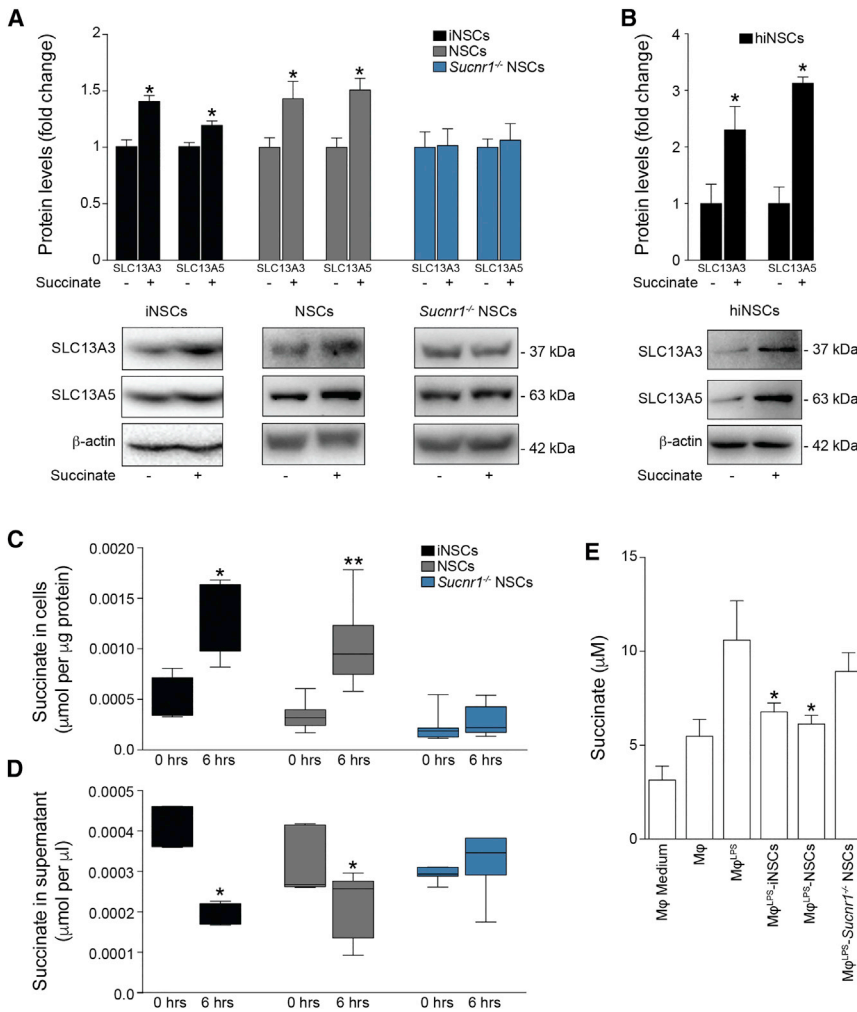 A
iNSCs
NSCs
Sucnr1-/- NSCs
Protein levels (fold change)
2
1.5
1
0.5
0
SLC13A3 SLC13A5 SLC13A3 SLC13A5 SLC13A3 SLC13A5
Succinate - + - + - + - + - + - +
iNSCs NSCs Sucnr1-/- NSCs
SLC13A3 - 37 kDa
SLC13A5 - 63 kDa
β-actin - 42 kDa
Succinate - + - + - +
B
hiNSCs
Protein levels (fold change)
4
3
2
1
0
SLC13A3 SLC13A5
Succinate - + - +
hiNSCs
SLC13A3 - 37 kDa
SLC13A5 - 63 kDa
β-actin - 42 kDa
Succinate - +
C
iNSCs
NSCs
Sucnr1-/- NSCs
Succinate in cells
(μmol per μg protein)
0.0020
0.0015
0.0010
0.0005
0.0
* **
0 hrs 6 hrs 0 hrs 6 hrs 0 hrs 6 hrs
D
Succinate in supernatant
(μmol per μl)
0.0005
0.0004
0.0003
0.0002
0.0001
0.0
* *
0 hrs 6 hrs 0 hrs 6 hrs 0 hrs 6 hrs
E
Succinate (μM)
15
10
5
0
* *
Mφ Medium
Mφ
MφLPS
MφLPS-iNSCs
MφLPS-NSCs
MφLPS-Sucnr1-/- NSCs